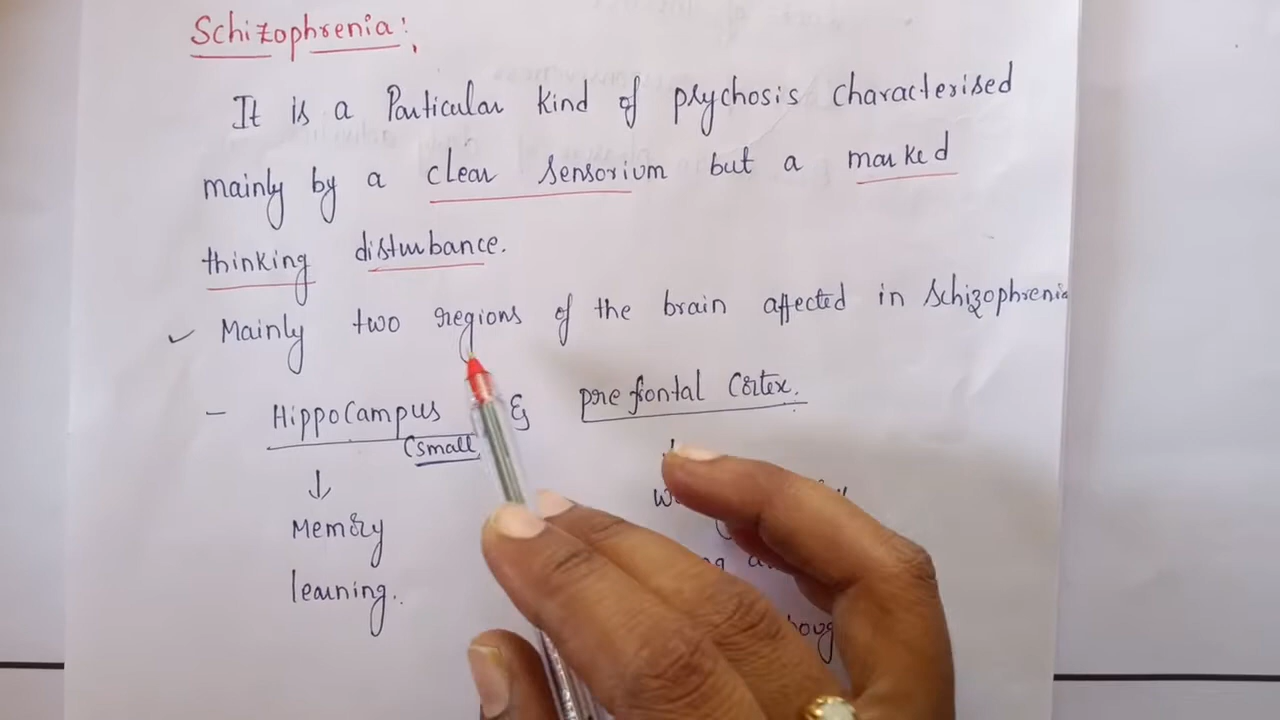 Schizophrenia:
It is a Particular kind of psychosis characterised
mainly by a clear sensorium but a marked
thinking disturbance.
✓ Mainly two regions of the brain affected in Schizophrenia
- Hippocampus & prefrontal Cortex.
(small
↓
Memory
learning.